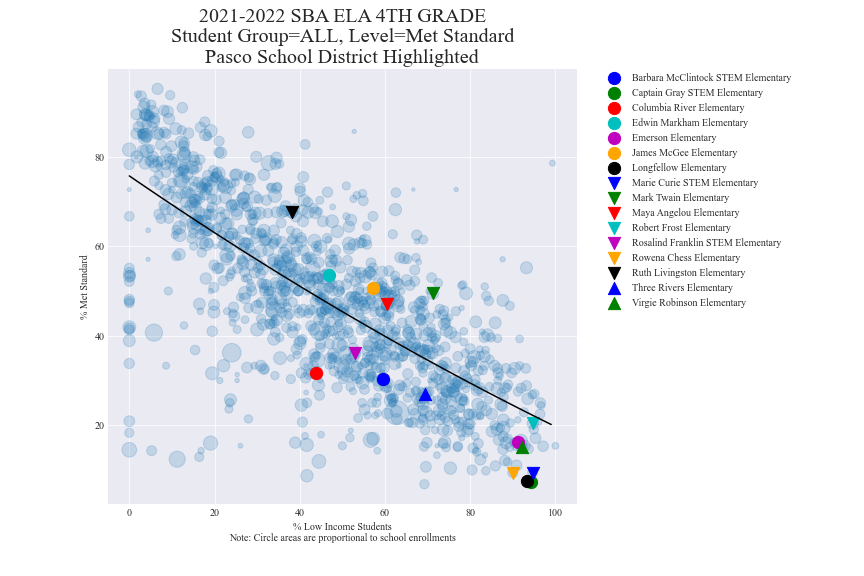 2021-2022 SBA ELA 4TH GRADE
Student Group=ALL, Level=Met Standard
Pasco School District Highlighted
% Met Standard
80
60
40
20
0
20
40
60
80
100
% Low Income Students
Note: Circle areas are proportional to school enrollments
Barbara McClintock STEM Elementary
Captain Gray STEM Elementary
Columbia River Elementary
Edwin Markham Elementary
Emerson Elementary
James McGee Elementary
Longfellow Elementary
Marie Curie STEM Elementary
Mark Twain Elementary
Maya Angelou Elementary
Robert Frost Elementary
Rosalind Franklin STEM Elementary
Rowena Chess Elementary
Ruth Livingston Elementary
Three Rivers Elementary
Virgie Robinson Elementary